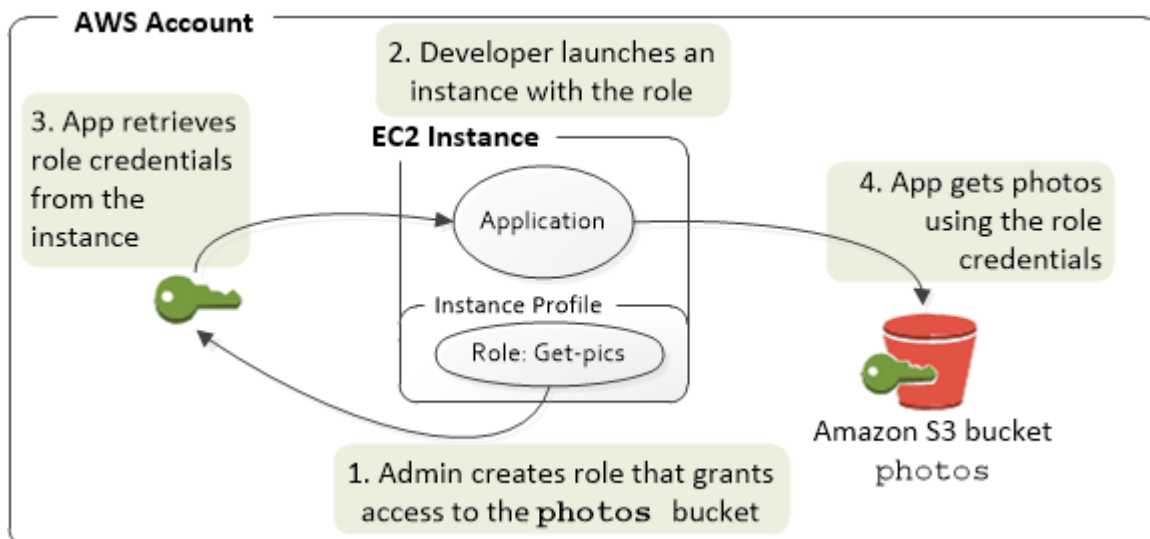 AWS Account
2. Developer launches an
instance with the role
3. App retrieves
role credentials
from the
instance
EC2 Instance
Application
4. App gets photos
using the role
credentials
Instance Profile
Role: Get-pics
Amazon S3 bucket
photos
1. Admin creates role that grants
access to the photos bucket